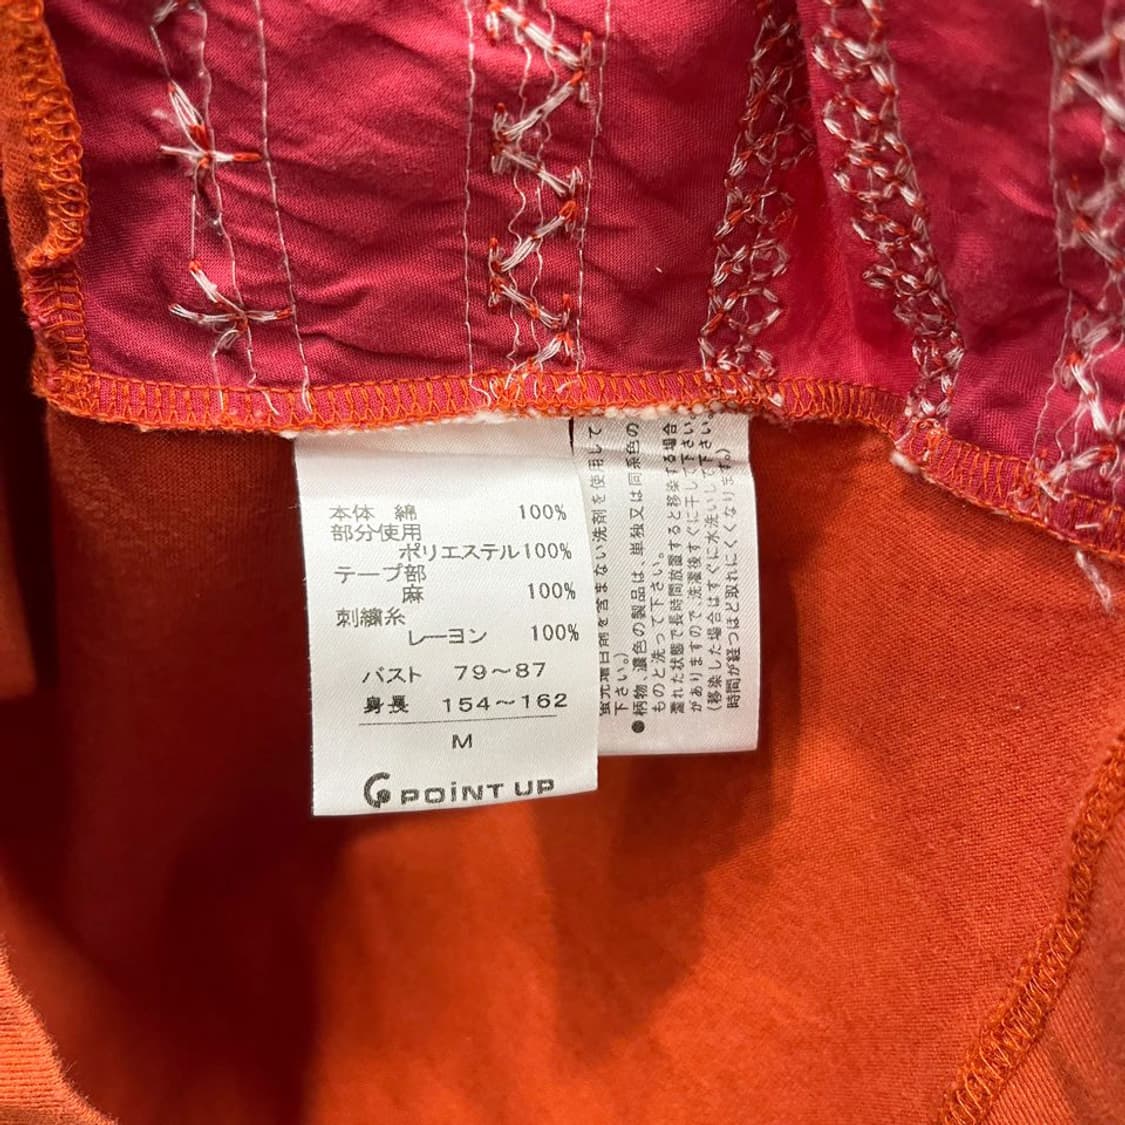 本体 綿 100%
部分使用
ポリエステル100%
テープ部
麻 100%
刺繍糸
レーヨン 100%
バスト 79〜87
身長 154〜162
M
POiNT UP
蛍光増白剤を含まない洗剤を使用して
下さい。)
●柄物、濃色の製品は、単独又は同系色の
ものと洗って下さい。
濡れた状態で長時間放置すると移染する場合
がありますので洗濯後すぐに干して下さい
(移染した場合はすぐに水洗いして下さい
時間が経つほど取れにくくなります。)